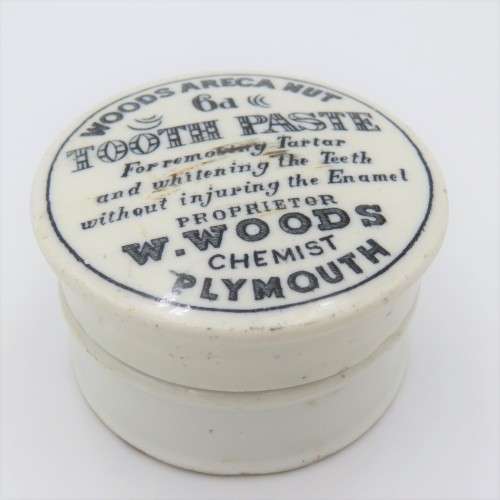 WOODS ARECA NUT
6d
TOOTH PASTE
For removing Tartar
and whitening the Teeth
without injuring the Enamel
PROPRIETOR
W. WOODS
CHEMIST
PLYMOUTH